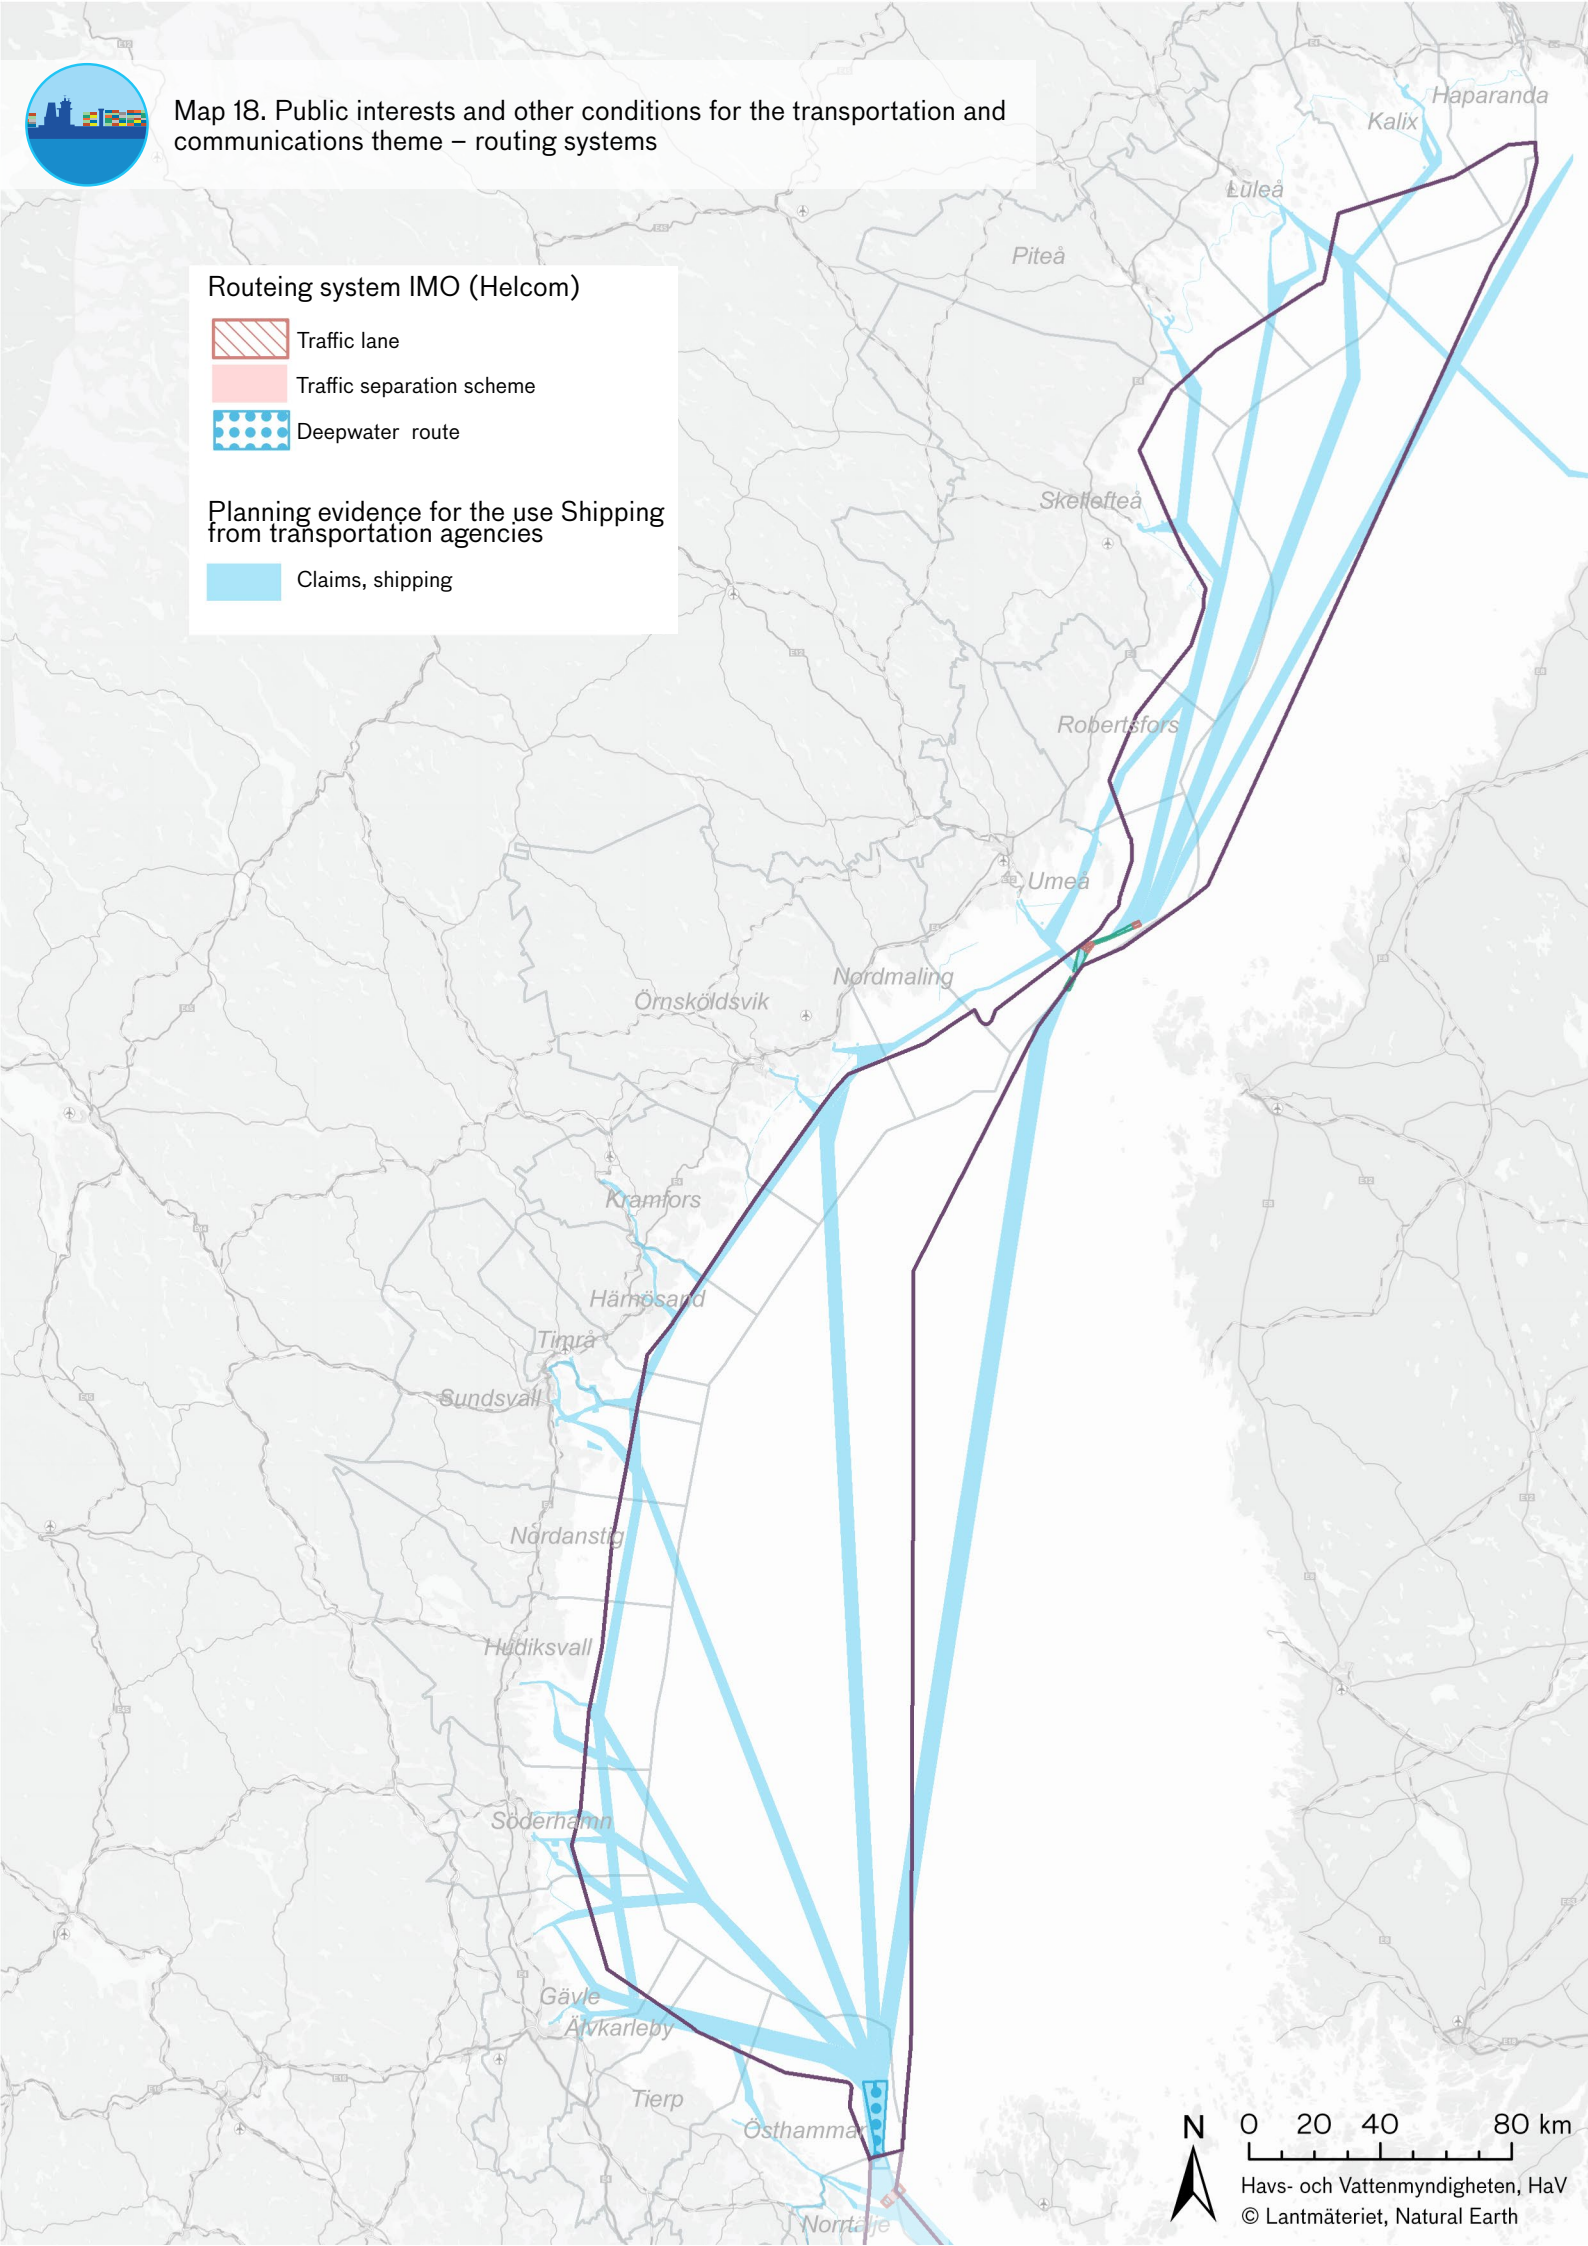 Map 18. Public interests and other conditions for the transportation and
communications theme – routing systems
Routeing system IMO (Helcom)
Traffic lane
Traffic separation scheme
Deepwater route
Planning evidence for the use Shipping
from transportation agencies
Claims, shipping
Haparanda
Kalix
Luleå
Piteå
Skellefteå
Robertsfors
Umeå
Nordmaling
Örnsköldsvik
Kramfors
Härnösand
Timrå
Sundsvall
Nordanstig
Hudiksvall
Söderhamn
Gävle
Älvkarleby
Tierp
Östhammar
Norrtälje
N
0 20 40 80 km
Havs- och Vattenmyndigheten, HaV
© Lantmäteriet, Natural Earth